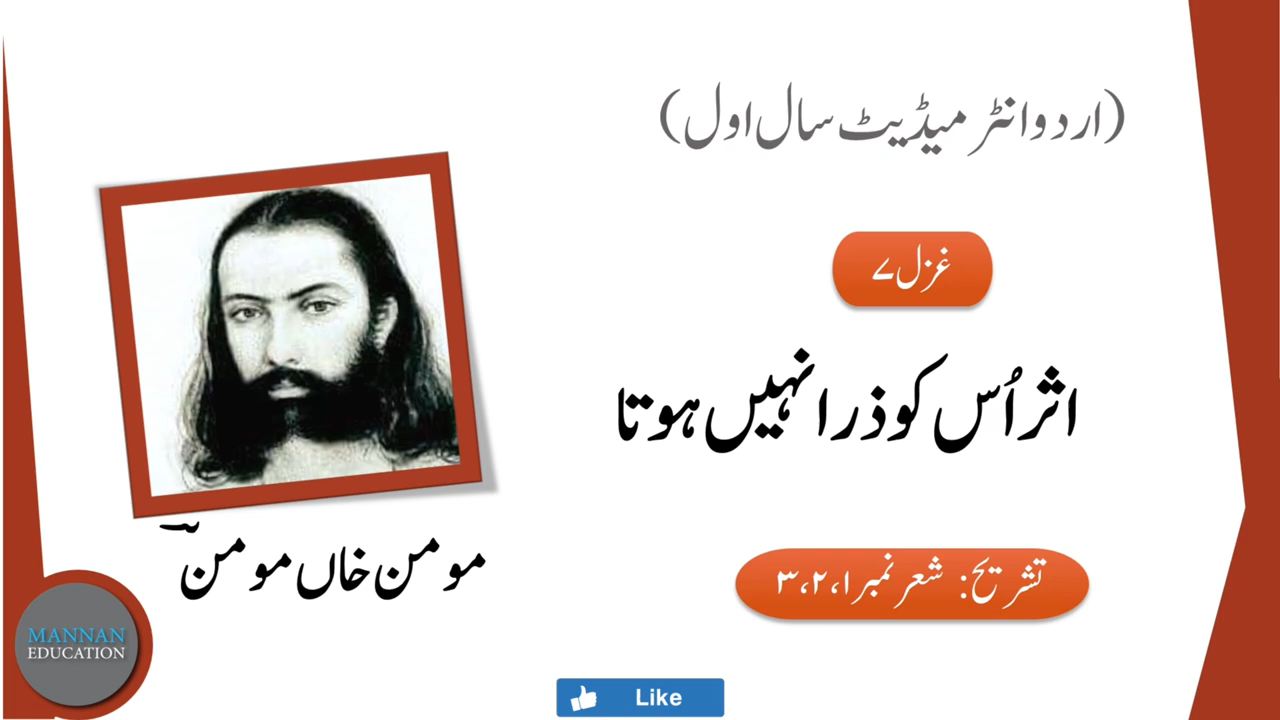 (اردو انٹر میڈیٹ سال اول)
غزل ۷
اثر اُس کو ذرا نہیں ہوتا
مومن خاں مومنؔ
تشریح: شعر نمبر ۱، ۲، ۳
MANNAN
EDUCATION
Like